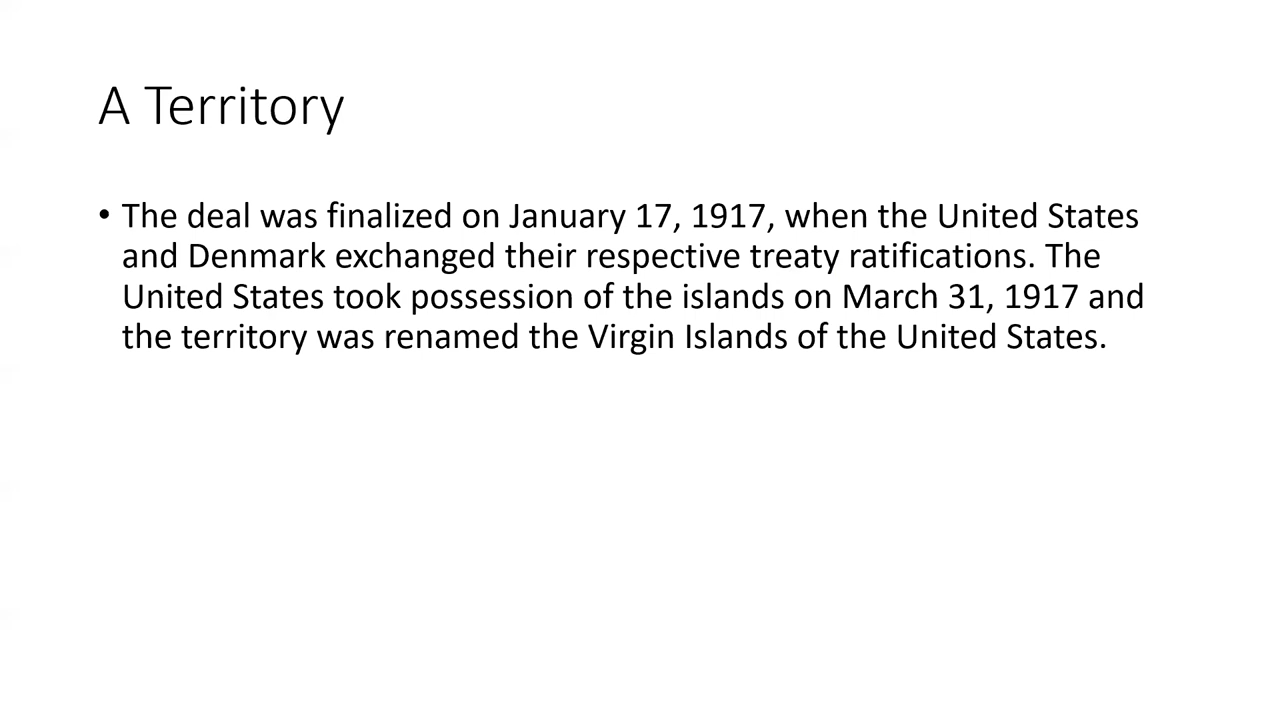 A Territory
• The deal was finalized on January 17, 1917, when the United States
and Denmark exchanged their respective treaty ratifications. The
United States took possession of the islands on March 31, 1917 and
the territory was renamed the Virgin Islands of the United States.